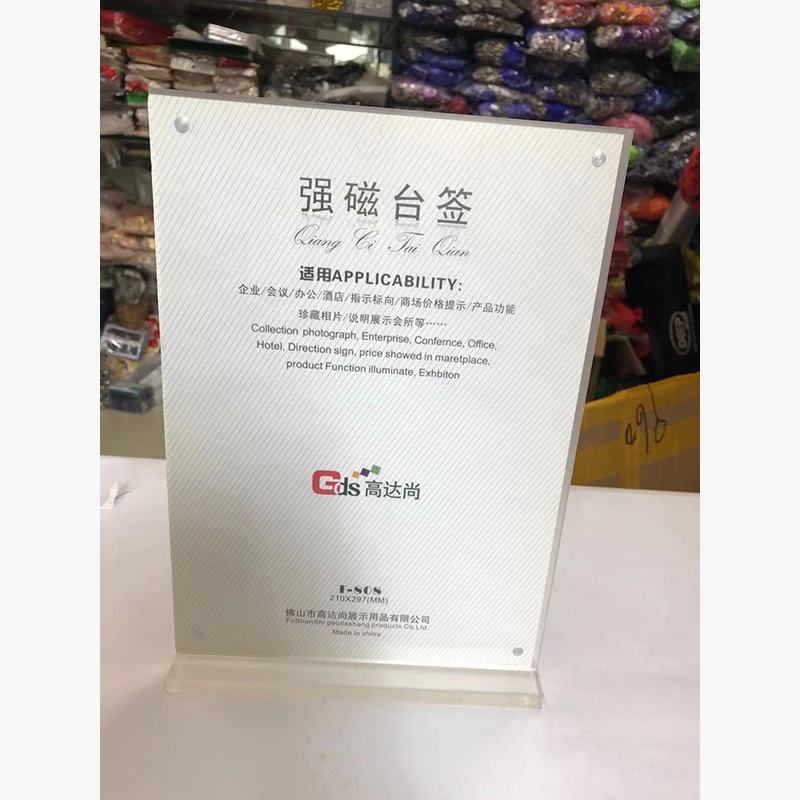 强磁台签
Qiang Ci Tai Qian
适用APPLICABILITY:
企业/会议/办公/酒店/指示标向/商场价格提示/产品功能
珍藏相片/说明展示会所等……
Collection photograph, Enterprise, Confernce, Office,
Hotel, Direction sign, price showed in maretplace,
product Function illuminate, Exhbiton
Gds高达尚
T-808
210X297(MM)
佛山市高达尚展示用品有限公司
FoShanShi gaodashang products Co.Ltd.
Made in china